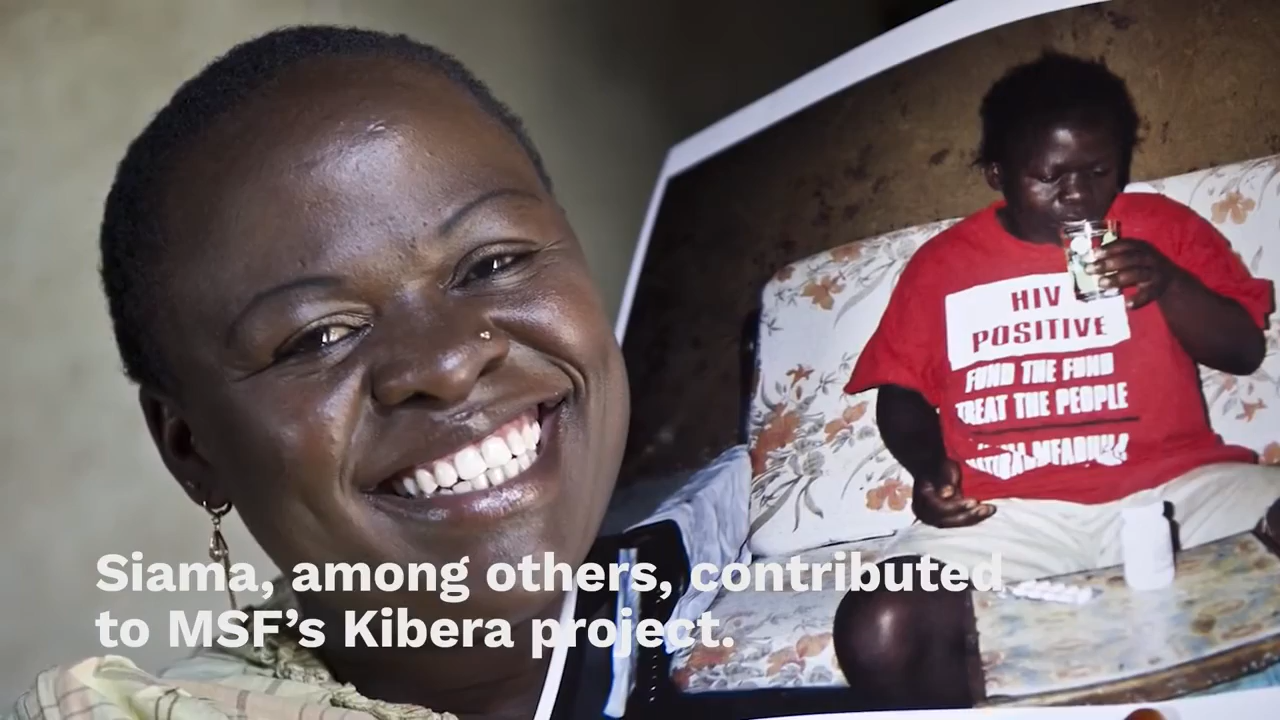 HIV
POSITIVE
FUND THE FUND
TREAT THE PEOPLE
Siama, among others, contributed
to MSF’s Kibera project.